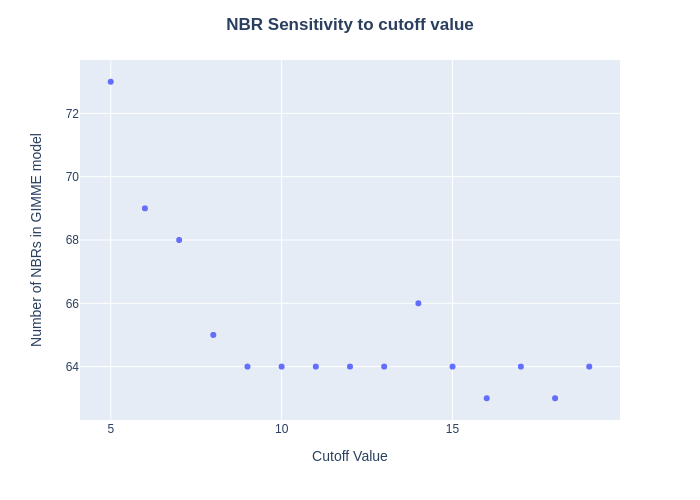 NBR Sensitivity to cutoff value
Number of NBRs in GIMME model
72
70
68
66
64
5
10
15
Cutoff Value